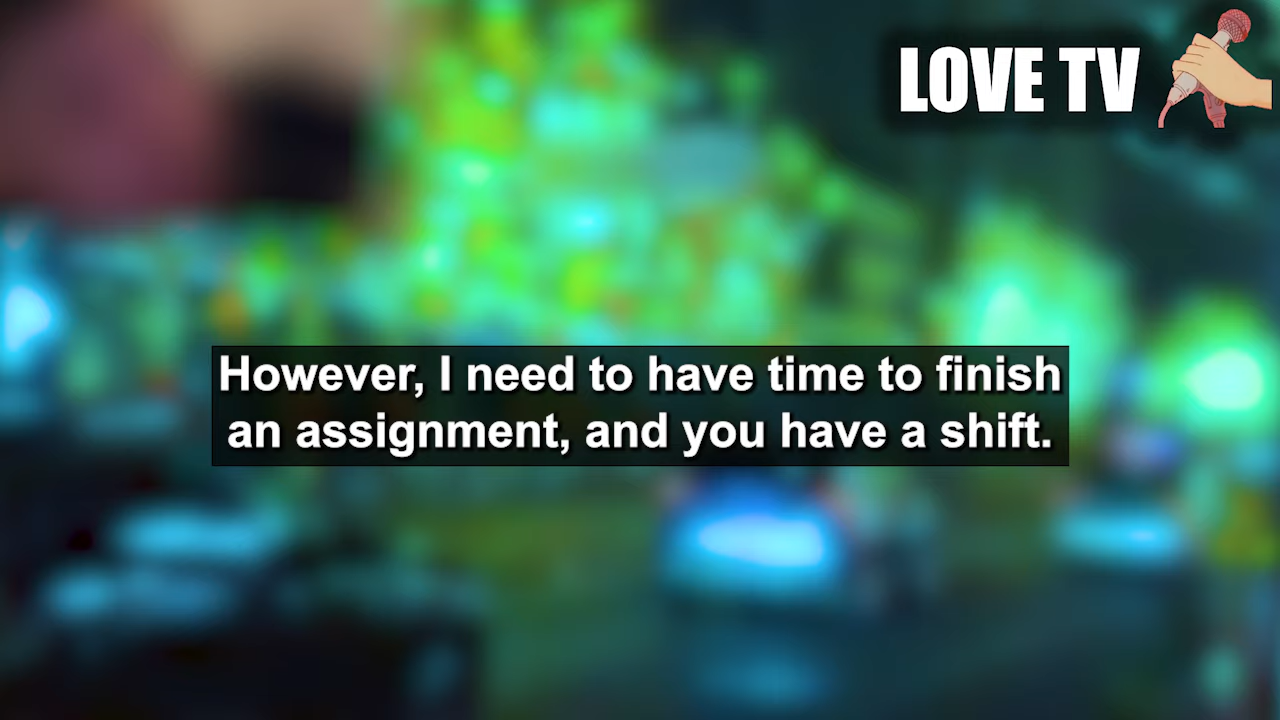 LOVE TV
However, I need to have time to finish
an assignment, and you have a shift.